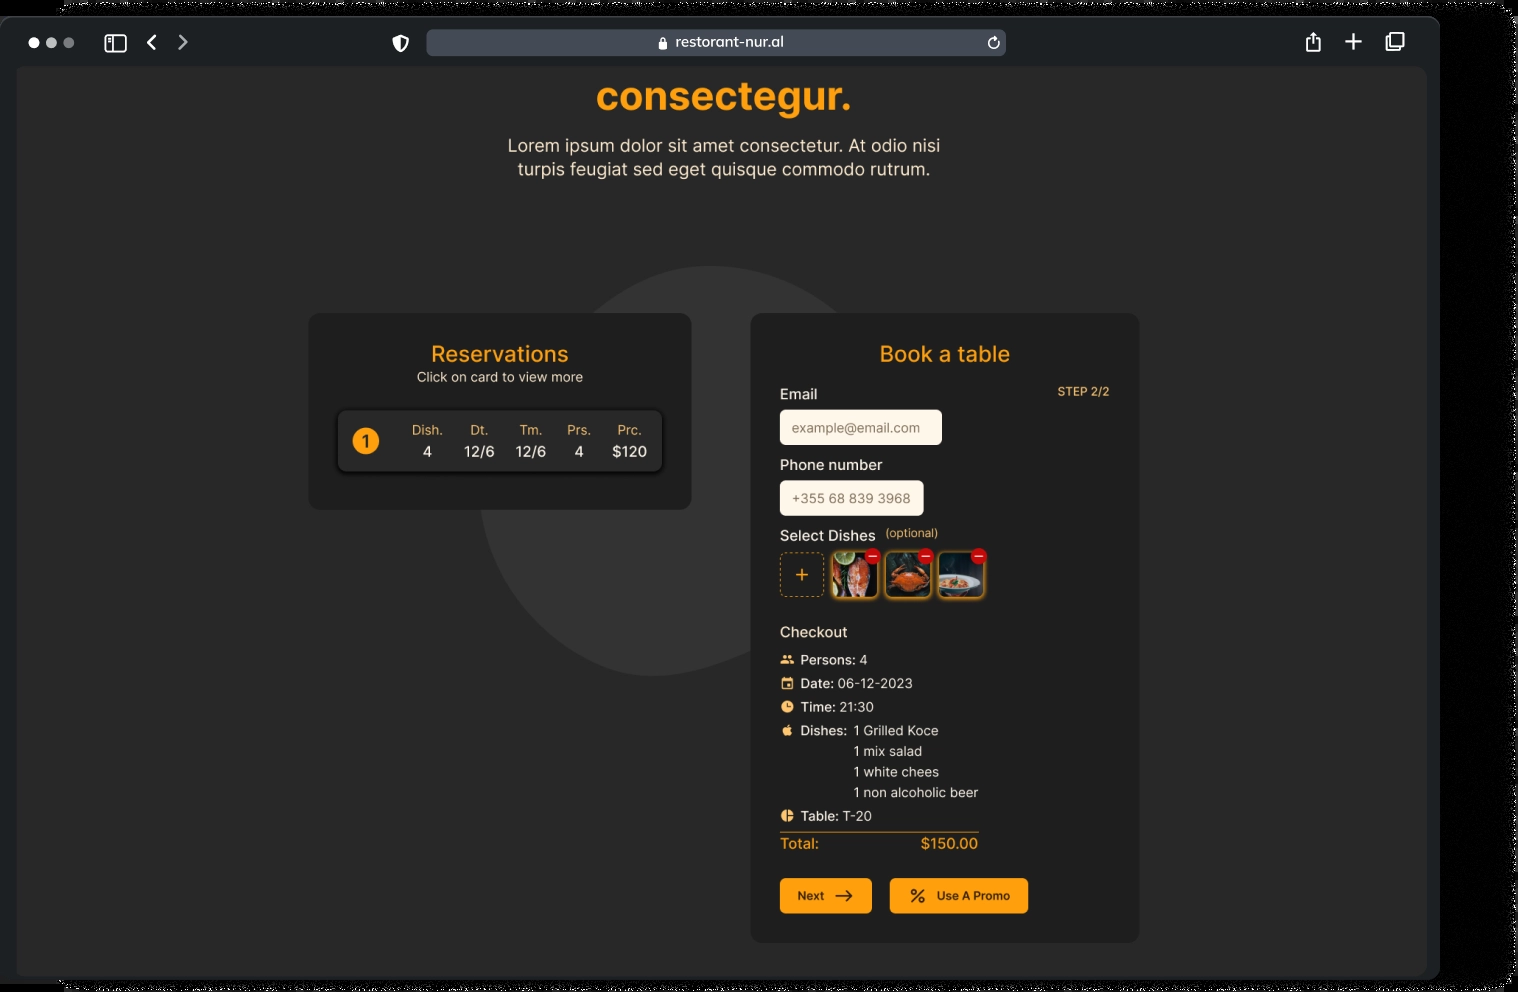 restorant-nur.al
consectegur.
Lorem ipsum dolor sit amet consectetur. At odio nisi
turpis feugiat sed eget quisque commodo rutrum.
Reservations
Click on card to view more
1
Dish. Dt. Tm. Prs. Prc.
4 12/6 12/6 4 $120
Book a table
STEP 2/2
Email
example@email.com
Phone number
+355 68 839 3968
Select Dishes (optional)
+
Checkout
Persons: 4
Date: 06-12-2023
Time: 21:30
Dishes: 1 Grilled Koce
1 mix salad
1 white chees
1 non alcoholic beer
Table: T-20
Total: $150.00
Next →
% Use A Promo